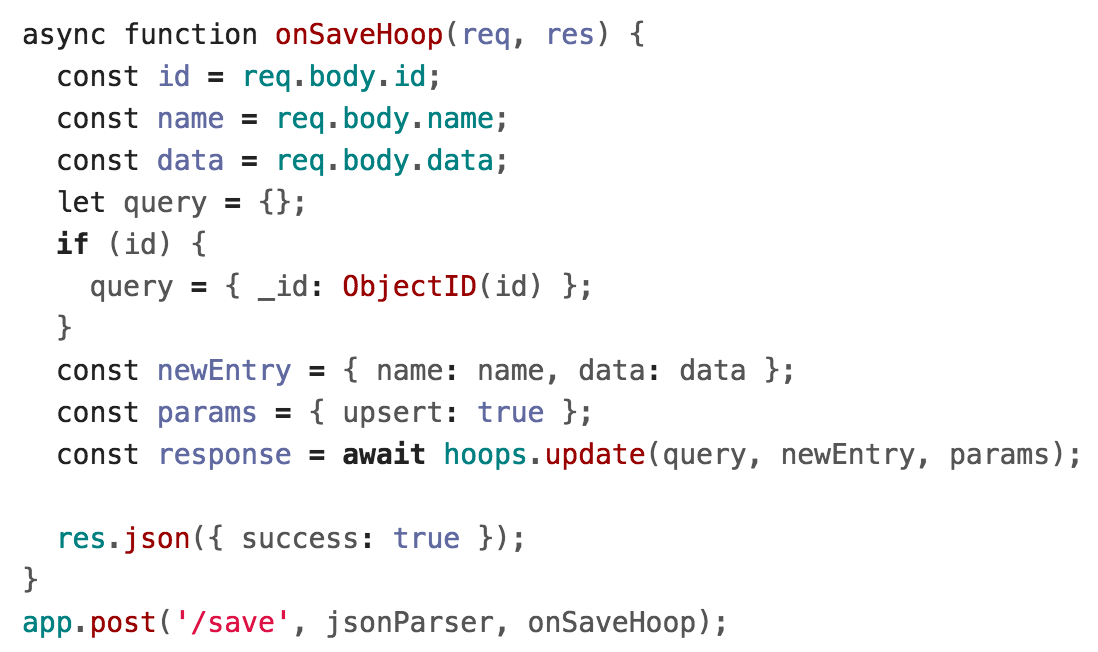 async function onSaveHoop(req, res) {
  const id = req.body.id;
  const name = req.body.name;
  const data = req.body.data;
  let query = {};
  if (id) {
    query = { _id: ObjectID(id) };
  }
  const newEntry = { name: name, data: data };
  const params = { upsert: true };
  const response = await hoops.update(query, newEntry, params);

  res.json({ success: true });
}
app.post('/save', jsonParser, onSaveHoop);